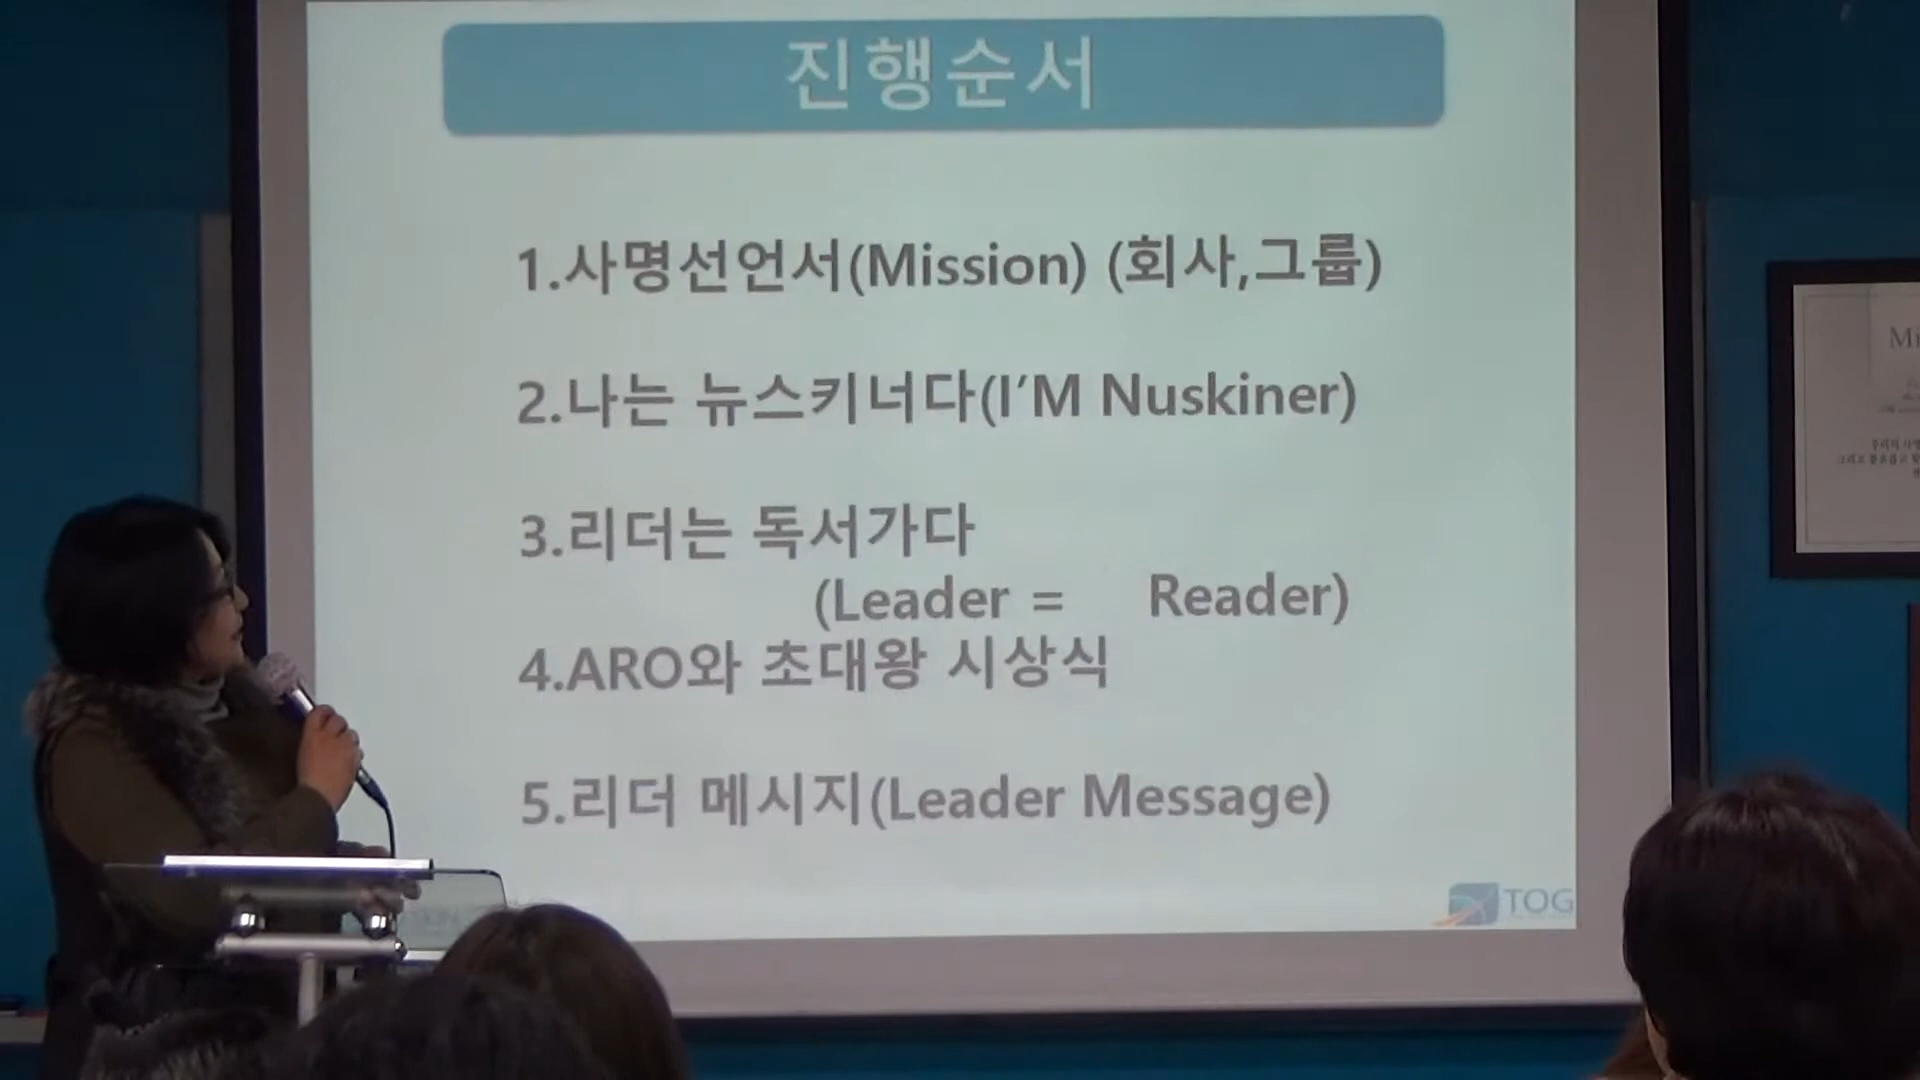 진행순서
1.사명선언서(Mission) (회사,그룹)
2.나는 뉴스키너다(I'M Nuskiner)
3.리더는 독서가다
(Leader = Reader)
4.ARO와 초대왕 시상식
5.리더 메시지(Leader Message)
TOG